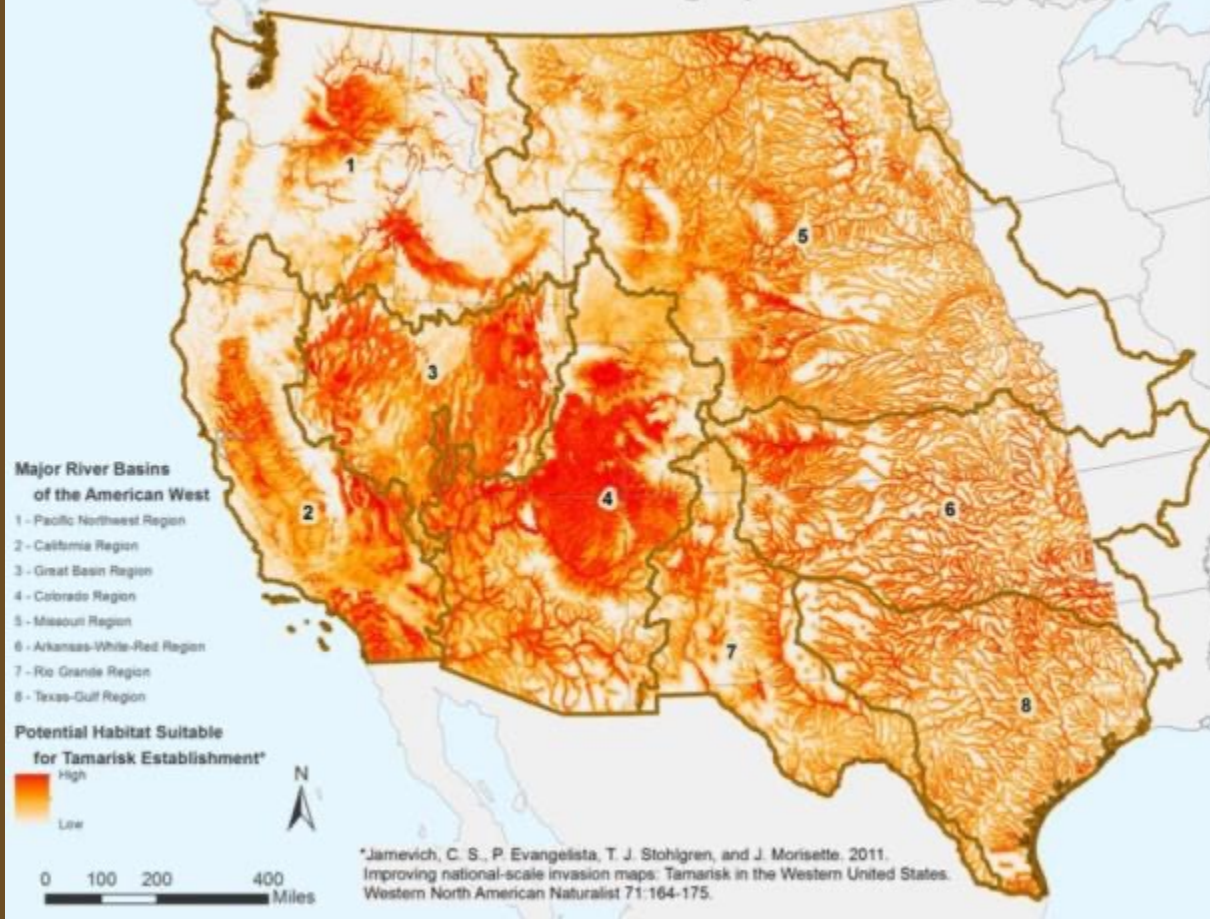 1
5
3
4
2
6
7
8
Major River Basins
of the American West
1 - Pacific Northwest Region
2 - California Region
3 - Great Basin Region
4 - Colorado Region
5 - Missouri Region
6 - Arkansas-White-Red Region
7 - Rio Grande Region
8 - Texas-Gulf Region
Potential Habitat Suitable
for Tamarisk Establishment*
High
Low
N
0 100 200 400
Miles
*Jarnevich, C. S., P. Evangelista, T. J. Stohlgren, and J. Morisette. 2011.
Improving national-scale invasion maps: Tamarisk in the Western United States.
Western North American Naturalist 71:164-175.